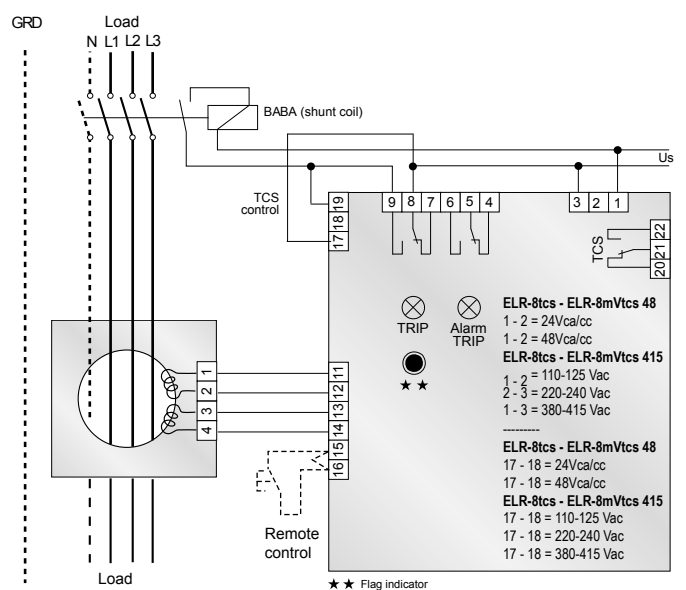 GRD
Load
N L1 L2 L3
BABA (shunt coil)
Us
TCS
control
19
18
17
9 8 7 6 5 4
3 2 1
TCS
22
21
20
TRIP
Alarm
TRIP
★ ★
ELR-8tcs - ELR-8mVtcs 48
1 - 2 = 24Vca/cc
1 - 2 = 48Vca/cc
ELR-8tcs - ELR-8mVtcs 415
1 - 2 = 110-125 Vac
2 - 3 = 220-240 Vac
1 - 3 = 380-415 Vac
---------
ELR-8tcs - ELR-8mVtcs 48
17 - 18 = 24Vca/cc
17 - 18 = 48Vca/cc
ELR-8tcs - ELR-8mVtcs 415
17 - 18 = 110-125 Vac
17 - 18 = 220-240 Vac
17 - 18 = 380-415 Vac
1
2
3
4
11
12
13
14
15
16
Remote
control
Load
★ ★ Flag indicator